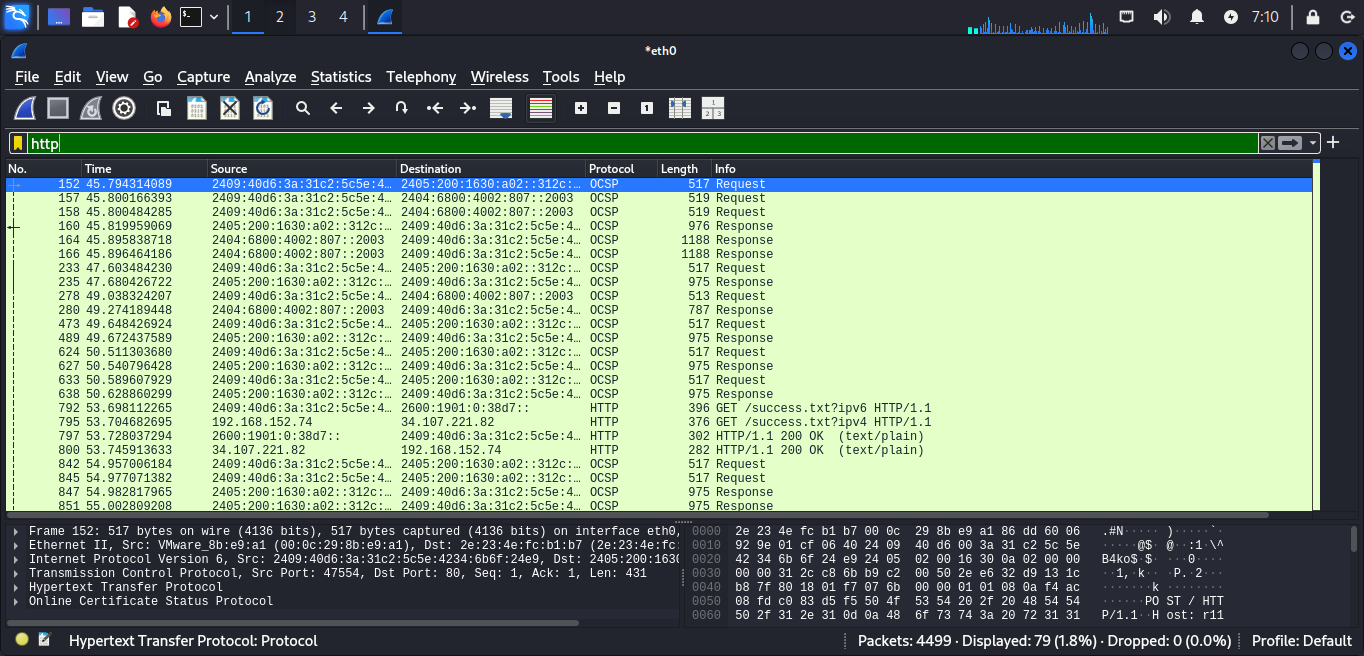 1 2 3 4 7:10
*eth0
File Edit View Go Capture Analyze Statistics Telephony Wireless Tools Help
http
No. Time Source Destination Protocol Length Info
152 45.794314089 2409:40d6:3a:31c2:5c5e:4… 2405:200:1630:a02::312c:… OCSP 517 Request
157 45.800166393 2409:40d6:3a:31c2:5c5e:4… 2404:6800:4002:807::2003 OCSP 519 Request
158 45.800484285 2409:40d6:3a:31c2:5c5e:4… 2404:6800:4002:807::2003 OCSP 519 Request
160 45.819959069 2405:200:1630:a02::312c:… 2409:40d6:3a:31c2:5c5e:4… OCSP 976 Response
164 45.895838718 2404:6800:4002:807::2003 2409:40d6:3a:31c2:5c5e:4… OCSP 1188 Response
166 45.896464186 2404:6800:4002:807::2003 2409:40d6:3a:31c2:5c5e:4… OCSP 1188 Response
233 47.603484230 2409:40d6:3a:31c2:5c5e:4… 2405:200:1630:a02::312c:… OCSP 517 Request
235 47.680426722 2405:200:1630:a02::312c:… 2409:40d6:3a:31c2:5c5e:4… OCSP 975 Response
278 49.038324207 2409:40d6:3a:31c2:5c5e:4… 2404:6800:4002:807::2003 OCSP 513 Request
280 49.274189448 2404:6800:4002:807::2003 2409:40d6:3a:31c2:5c5e:4… OCSP 787 Response
473 49.648426924 2409:40d6:3a:31c2:5c5e:4… 2405:200:1630:a02::312c:… OCSP 517 Request
489 49.672437589 2405:200:1630:a02::312c:… 2409:40d6:3a:31c2:5c5e:4… OCSP 975 Response
624 50.511303680 2409:40d6:3a:31c2:5c5e:4… 2405:200:1630:a02::312c:… OCSP 517 Request
627 50.540796428 2405:200:1630:a02::312c:… 2409:40d6:3a:31c2:5c5e:4… OCSP 975 Response
633 50.589607929 2409:40d6:3a:31c2:5c5e:4… 2405:200:1630:a02::312c:… OCSP 517 Request
638 50.628860299 2405:200:1630:a02::312c:… 2409:40d6:3a:31c2:5c5e:4… OCSP 975 Response
792 53.698112265 2409:40d6:3a:31c2:5c5e:4… 2600:1901:0:38d7:: HTTP 396 GET /success.txt?ipv6 HTTP/1.1
795 53.704682695 192.168.152.74 34.107.221.82 HTTP 376 GET /success.txt?ipv4 HTTP/1.1
797 53.728037294 2600:1901:0:38d7:: 2409:40d6:3a:31c2:5c5e:4… HTTP 302 HTTP/1.1 200 OK (text/plain)
800 53.745913633 34.107.221.82 192.168.152.74 HTTP 282 HTTP/1.1 200 OK (text/plain)
842 54.957006184 2409:40d6:3a:31c2:5c5e:4… 2405:200:1630:a02::312c:… OCSP 517 Request
845 54.977071382 2409:40d6:3a:31c2:5c5e:4… 2405:200:1630:a02::312c:… OCSP 517 Request
847 54.982817965 2405:200:1630:a02::312c:… 2409:40d6:3a:31c2:5c5e:4… OCSP 975 Response
851 55.002809208 2405:200:1630:a02::312c:… 2409:40d6:3a:31c2:5c5e:4… OCSP 975 Response
Frame 152: 517 bytes on wire (4136 bits), 517 bytes captured (4136 bits) on interface eth0,
Ethernet II, Src: VMware_8b:e9:a1 (00:0c:29:8b:e9:a1), Dst: 2e:23:4e:fc:b1:b7 (2e:23:4e:fc:
Internet Protocol Version 6, Src: 2409:40d6:3a:31c2:5c5e:4234:6b6f:24e9, Dst: 2405:200:1630
Transmission Control Protocol, Src Port: 47554, Dst Port: 80, Seq: 1, Ack: 1, Len: 431
Hypertext Transfer Protocol
Online Certificate Status Protocol
0000 2e 23 4e fc b1 b7 00 0c 29 8b e9 a1 86 dd 60 06 .#N····· )·····`·
0010 92 9e 01 cf 06 40 24 09 40 d6 00 3a 31 c2 5c 5e ·····@$· @··:1·\^
0020 42 34 6b 6f 24 e9 24 05 02 00 16 30 0a 02 00 00 B4ko$·$· ···0····
0030 00 00 31 2c c8 6b b9 c2 00 50 2e e6 32 d9 13 1c ··1,·k·· ·P.·2···
0040 b8 7f 80 18 01 f7 07 6b 00 00 01 01 08 0a f4 ac ·······k ········
0050 08 fd c0 83 d5 f5 50 4f 53 54 20 2f 20 48 54 54 ······PO ST / HTT
0060 50 2f 31 2e 31 0d 0a 48 6f 73 74 3a 20 72 31 31 P/1.1··H ost: r11
Hypertext Transfer Protocol: Protocol
Packets: 4499 · Displayed: 79 (1.8%) · Dropped: 0 (0.0%)
Profile: Default